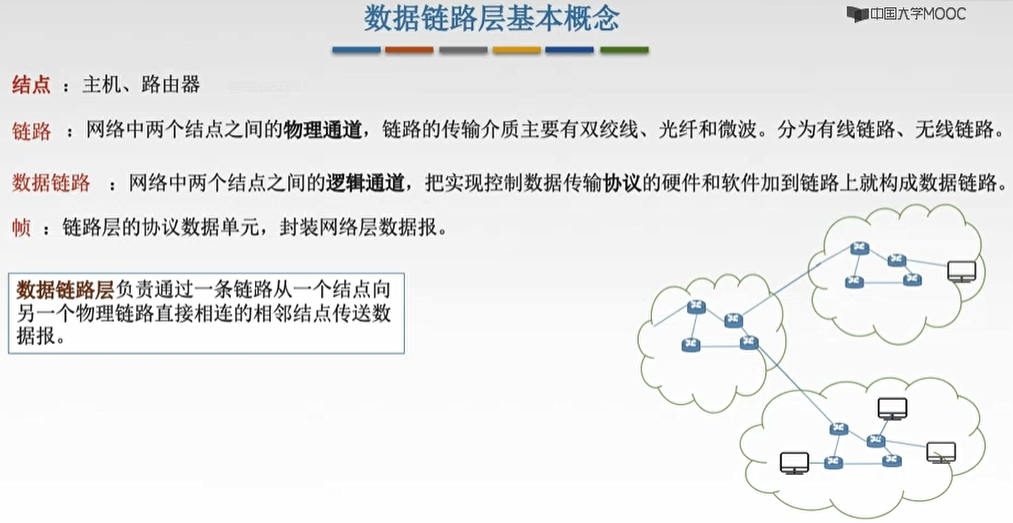 数据链路层基本概念
中国大学MOOC
结点 ：主机、路由器
链路 ：网络中两个结点之间的物理通道，链路的传输介质主要有双绞线、光纤和微波。分为有线链路、无线链路。
数据链路 ：网络中两个结点之间的逻辑通道，把实现控制数据传输协议的硬件和软件加到链路上就构成数据链路。
帧 ：链路层的协议数据单元，封装网络层数据报。
数据链路层负责通过一条链路从一个结点向
另一个物理链路直接相连的相邻结点传送数
据报。